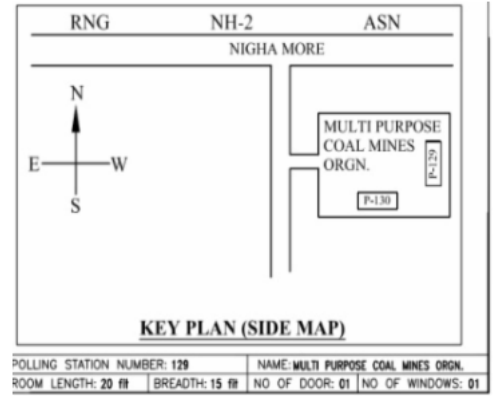 RNG NH-2 ASN
NIGHA MORE
N
E W
S
MULTI PURPOSE
COAL MINES
ORGN.
P-129
P-130
KEY PLAN (SIDE MAP)
POLLING STATION NUMBER: 129 NAME: MULTI PURPOSE COAL MINES ORGN.
ROOM LENGTH: 20 fit BREADTH: 15 fit NO OF DOOR: 01 NO OF WINDOWS: 01